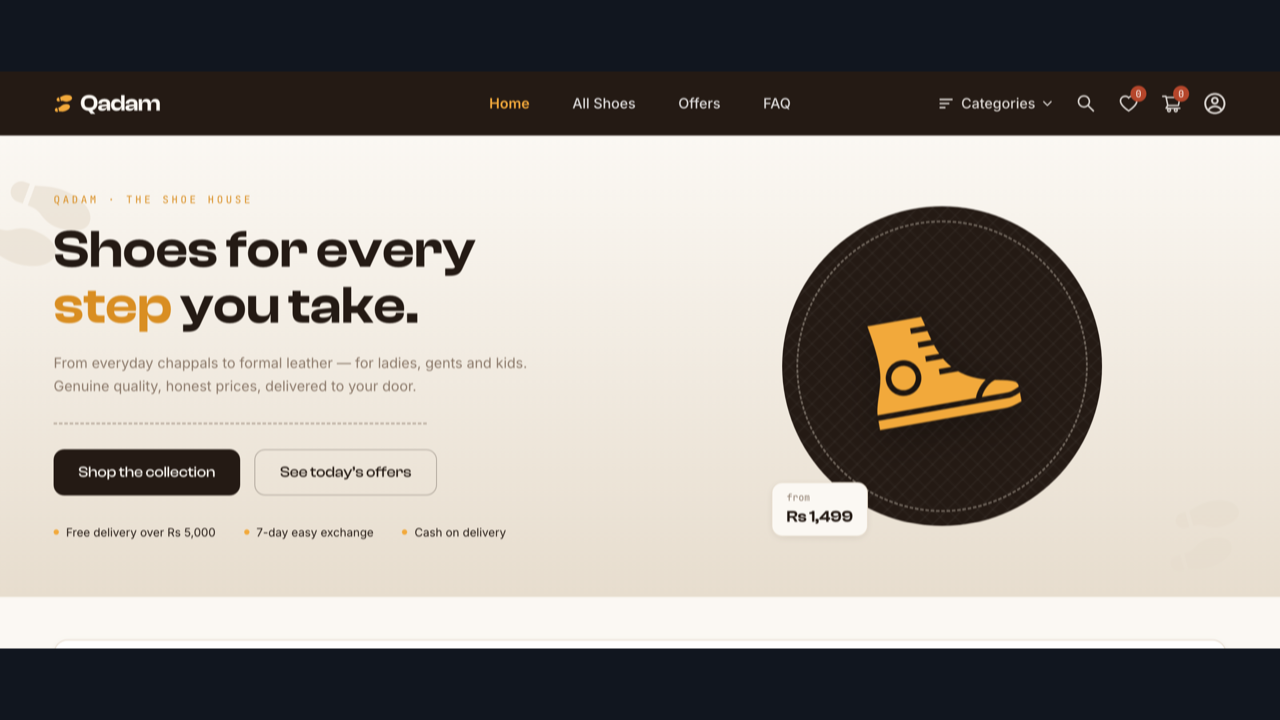 Qadam
Home
All Shoes
Offers
FAQ
Categories
0
0
QADAM · THE SHOE HOUSE
Shoes for every
step you take.
From everyday chappals to formal leather — for ladies, gents and kids.
Genuine quality, honest prices, delivered to your door.
Shop the collection
See today's offers
Free delivery over Rs 5,000
7-day easy exchange
Cash on delivery
from
Rs 1,499